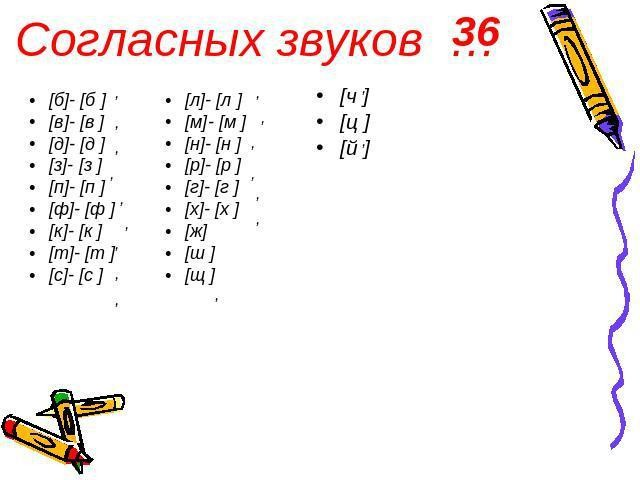 Согласных звуков ... 36
• [б]- [б ] ,
• [в]- [в ] ,
• [д]- [д ] ,
• [з]- [з ]
• [п]- [п ] ,
• [ф]- [ф ] ,
• [к]- [к ] ,
• [т]- [т ] ,
• [с]- [с ] ,
,
• [л]- [л ] ,
• [м]- [м ] ,
• [н]- [н ] ,
• [р]- [р ] ,
• [г]- [г ] ,
• [х]- [х ] ,
• [ж]
• [ш ]
• [щ ]
,
• [ч ,]
• [ц ]
• [й ,]